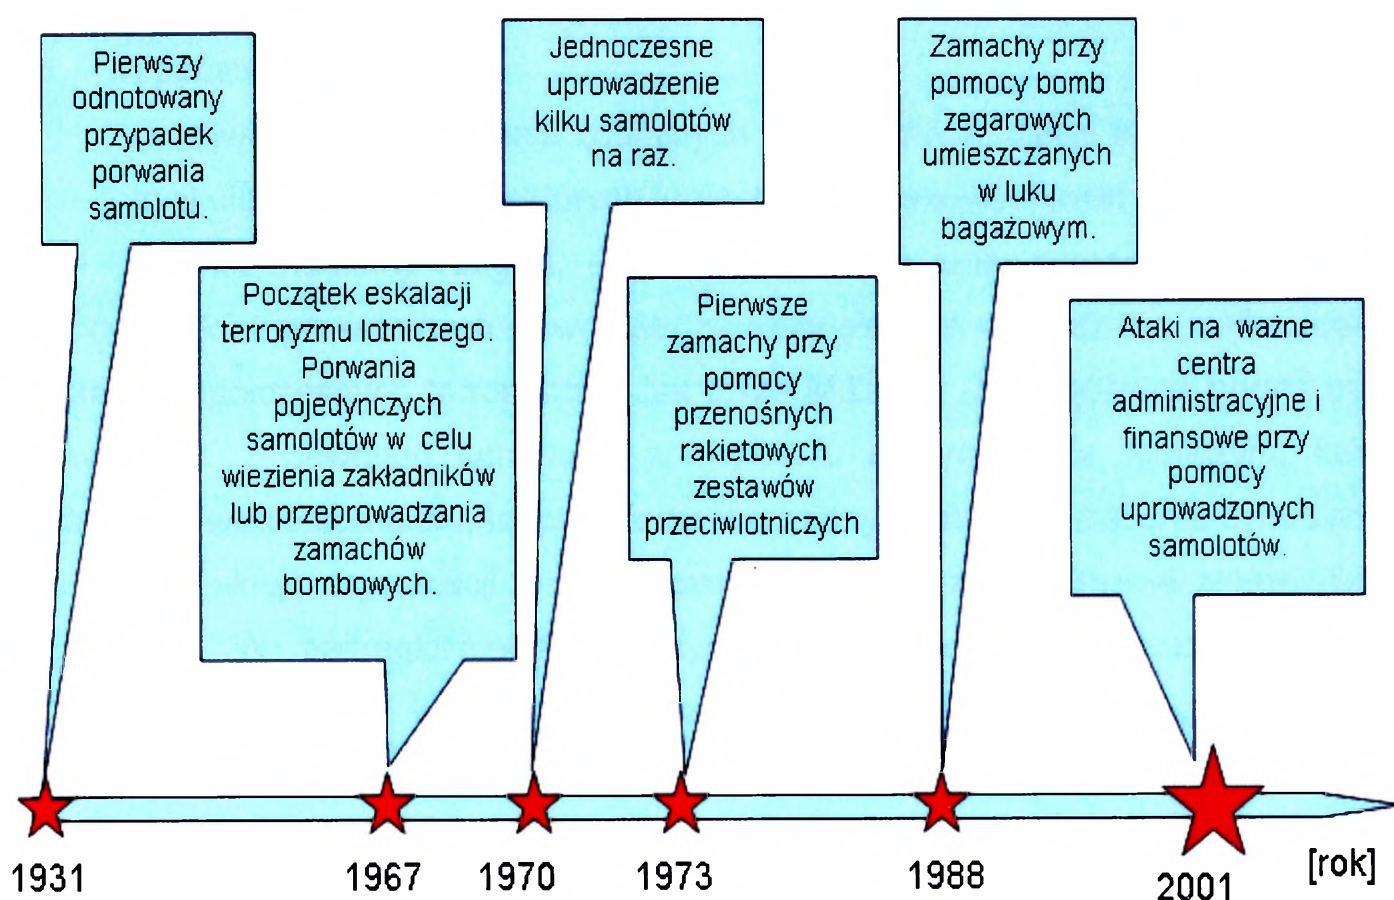 Pierwszy
odnotowany
przypadek
porwania
samolotu.
Początek eskalacji
terroryzmu lotniczego.
Porwania
pojedynczych
samolotów w celu
wiezienia zakładników
lub przeprowadzania
zamachów
bombowych.
Jednoczesne
uprowadzenie
kilku samolotów
na raz.
Pierwsze
zamachy przy
pomocy
przenośnych
rakietowych
zestawów
przeciwlotniczych
Zamachy przy
pomocy bomb
zegarowych
umieszczanych
w luku
bagażowym.
Ataki na ważne
centra
administracyjne i
finansowe przy
pomocy
uprowadzonych
samolotów.
1931 1967 1970 1973 1988 2001 [rok]